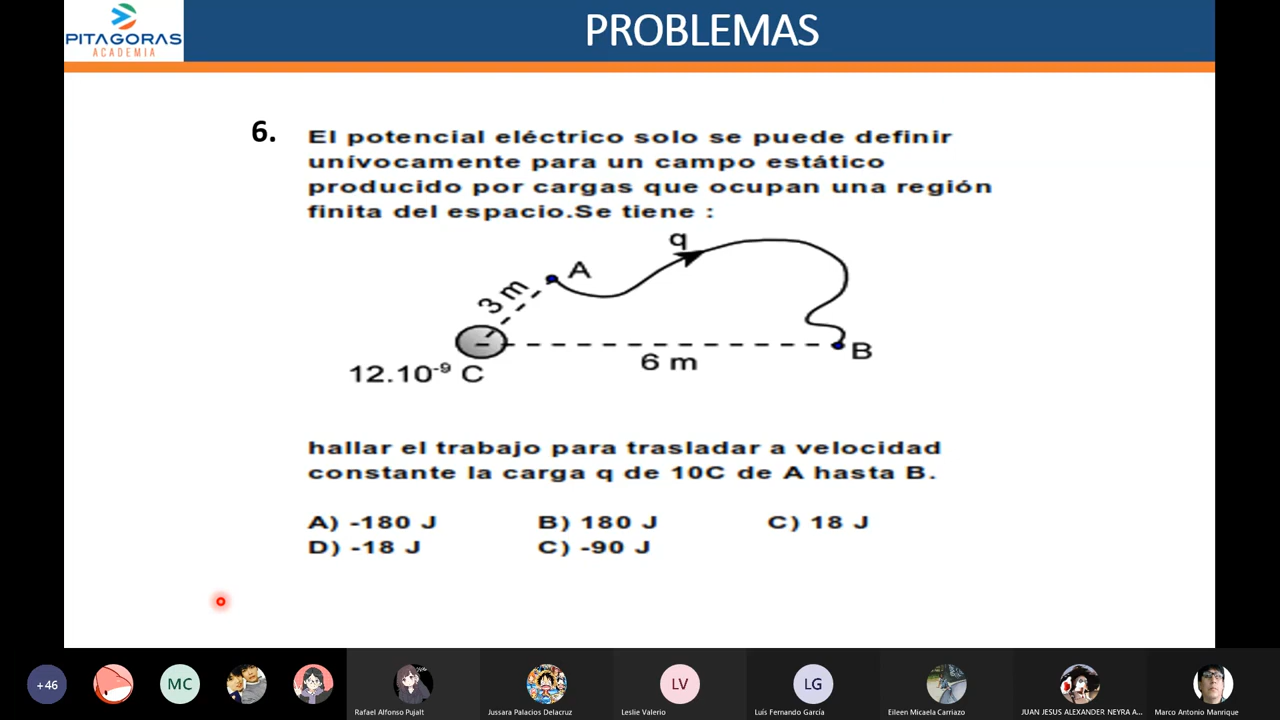 PITAGORAS
ACADEMIA
PROBLEMAS
6.
El potencial eléctrico solo se puede definir
unívocamente para un campo estático
producido por cargas que ocupan una región
finita del espacio.Se tiene :
q
A
3 m
B
6 m
12.10⁻⁹ C
hallar el trabajo para trasladar a velocidad
constante la carga q de 10C de A hasta B.
A) -180 J B) 180 J C) 18 J
D) -18 J C) -90 J
+46
MC
LV
LG
Rafael Alfonso Pujalt
Jussara Palacios Delacruz
Leslie Valerio
Luis Fernando García
Eileen Micaela Carriazo
JUAN JESUS ALEXANDER NEYRA A...
Marco Antonio Manrique